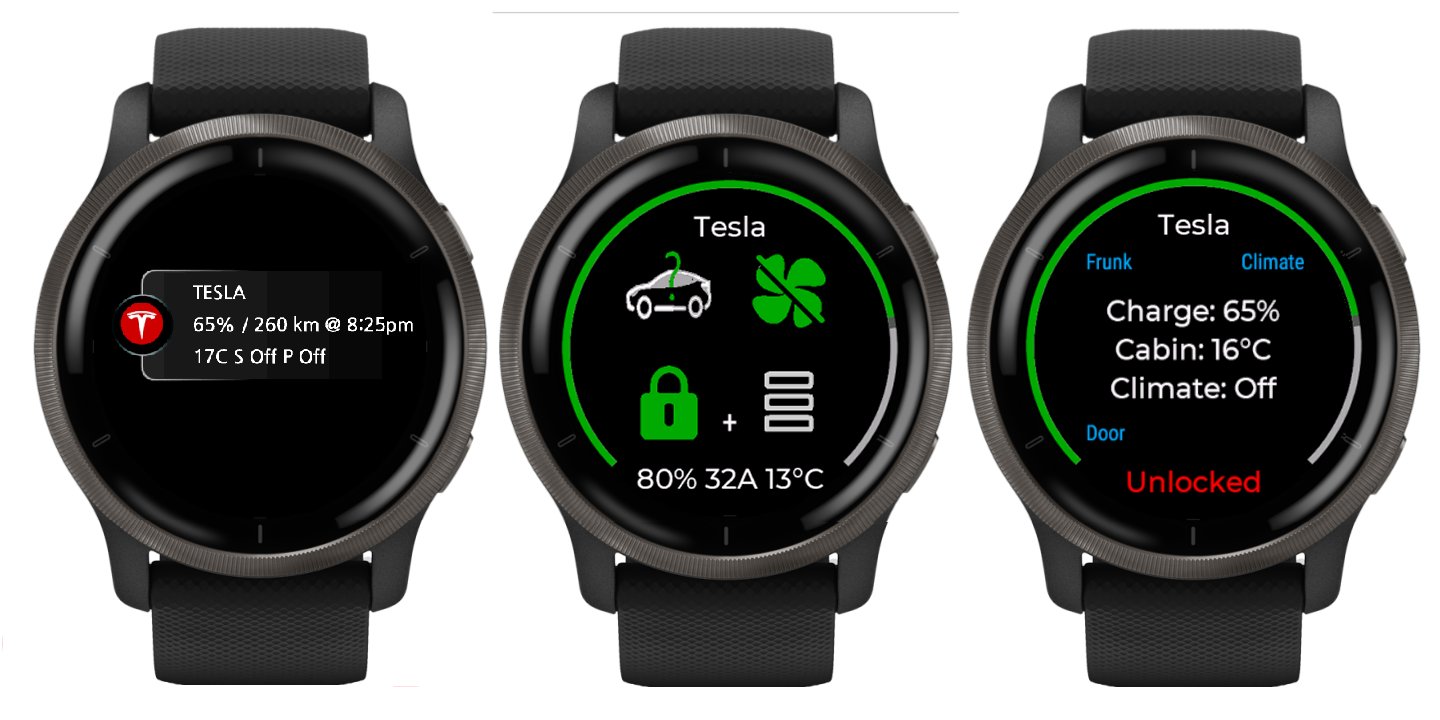 TESLA
65% / 260 km @ 8:25pm
17C S Off P Off
Tesla
+
80% 32A 13°C
Tesla
Frunk Climate
Charge: 65%
Cabin: 16°C
Climate: Off
Door
Unlocked